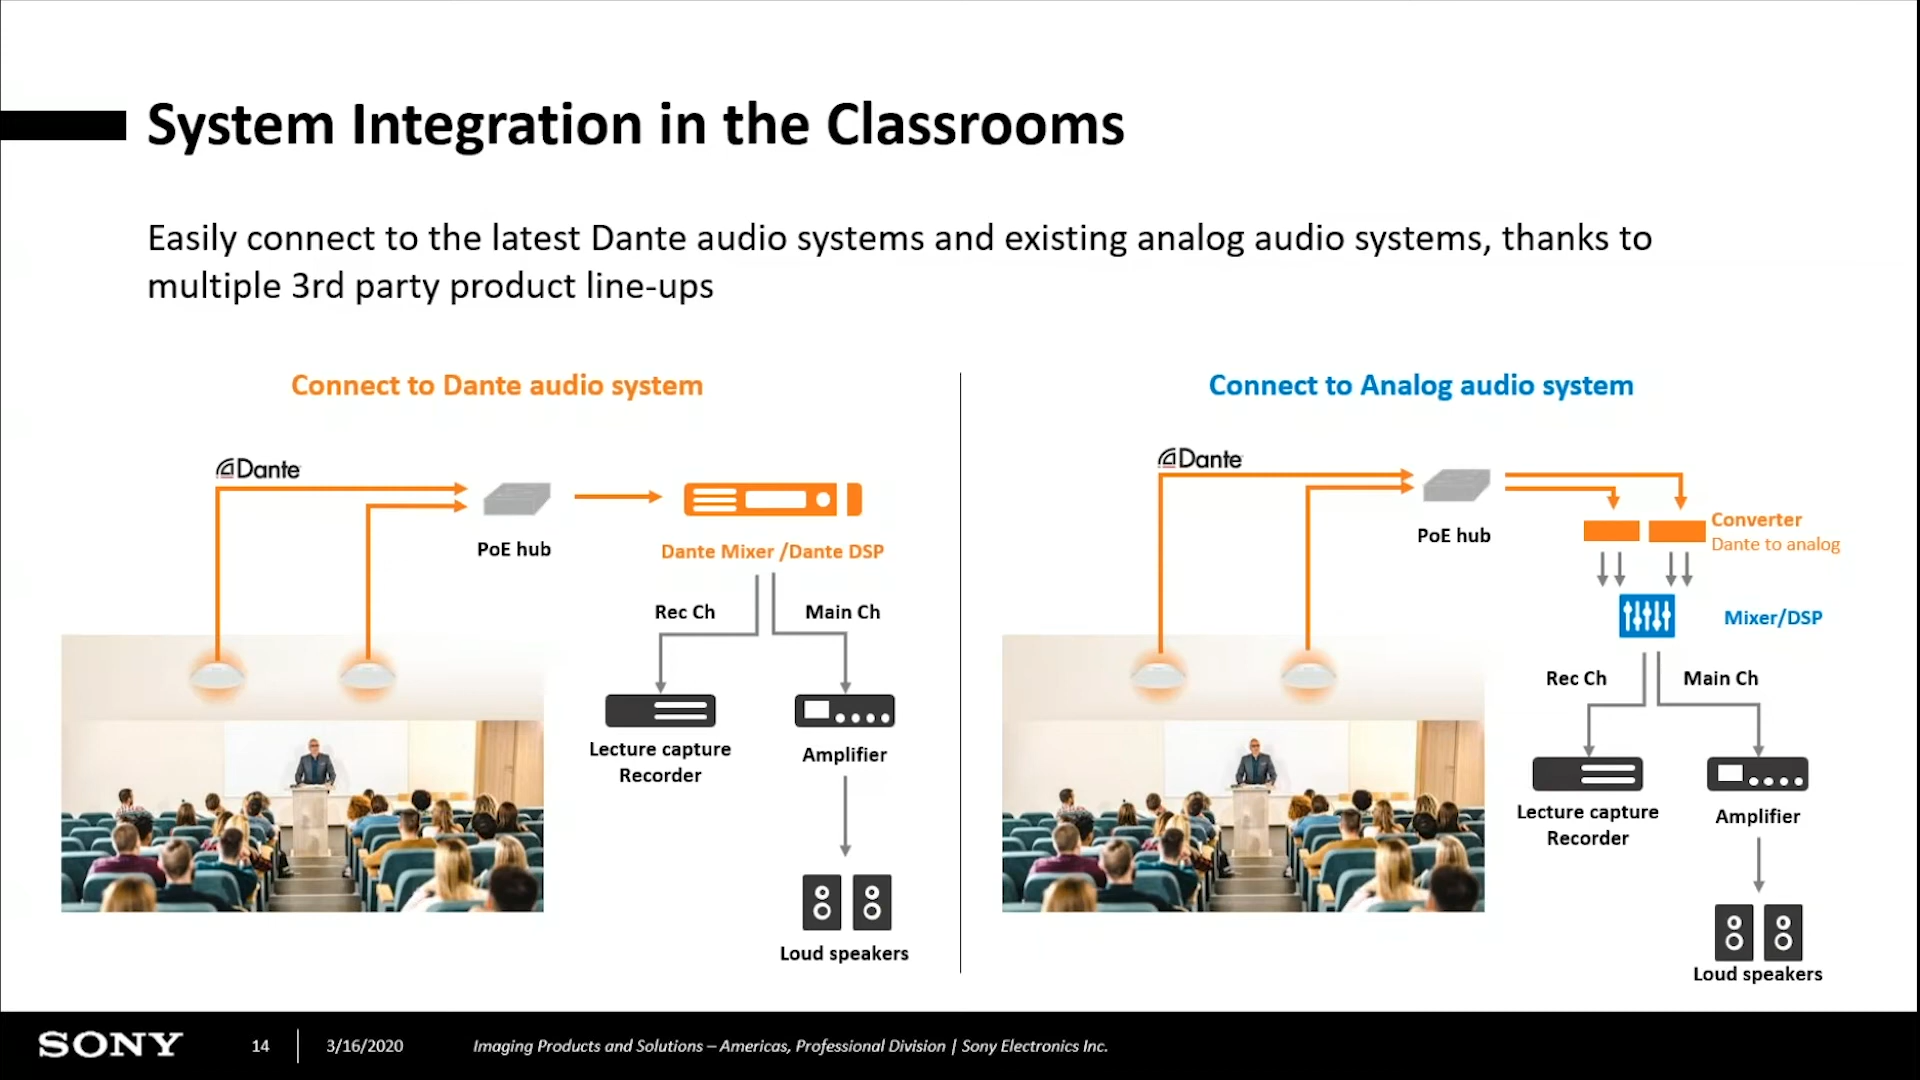 System Integration in the Classrooms
Easily connect to the latest Dante audio systems and existing analog audio systems, thanks to
multiple 3rd party product line-ups
Connect to Dante audio system
Dante
PoE hub
Dante Mixer /Dante DSP
Rec Ch
Main Ch
Lecture capture
Recorder
Amplifier
Loud speakers
Connect to Analog audio system
Dante
PoE hub
Converter
Dante to analog
Mixer/DSP
Rec Ch
Main Ch
Lecture capture
Recorder
Amplifier
Loud speakers
SONY
14
3/16/2020
Imaging Products and Solutions – Americas, Professional Division | Sony Electronics Inc.